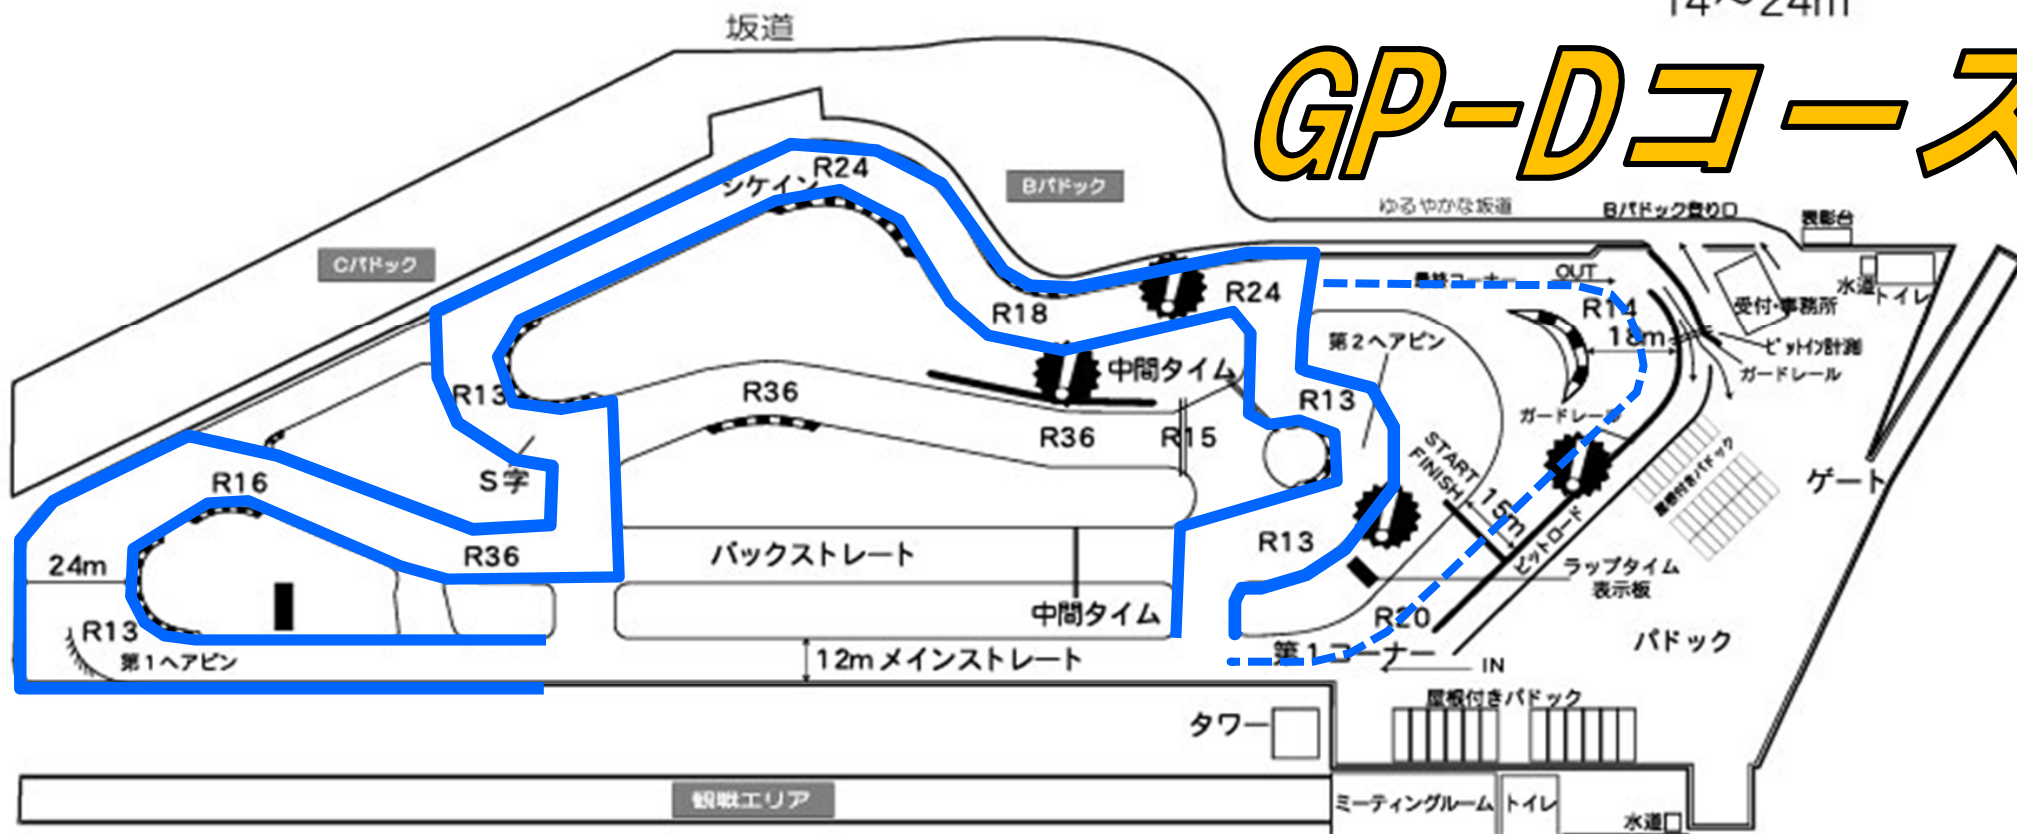 14～24m
坂道
GP-Dコース
R24
シケイン
Bパドック
ゆるやかな坂道
Bパドック登り口
表彰台
Cパドック
最終コーナー
OUT
水道
トイレ
R24
R18
R14
受付・事務所
18m
第2ヘアピン
ピットイン計測
ガードレール
中間タイム
R13
R36
R13
ガードレール
R36
R15
START
FINISH
屋根付きパドック
ゲート
S字
R16
15m
ピットロード
R13
R36
バックストレート
24m
ラップタイム
表示板
中間タイム
R20
R13
第1ヘアピン
12m メインストレート
第1コーナー
IN
パドック
屋根付きパドック
タワー
観戦エリア
ミーティングルーム
トイレ
水道